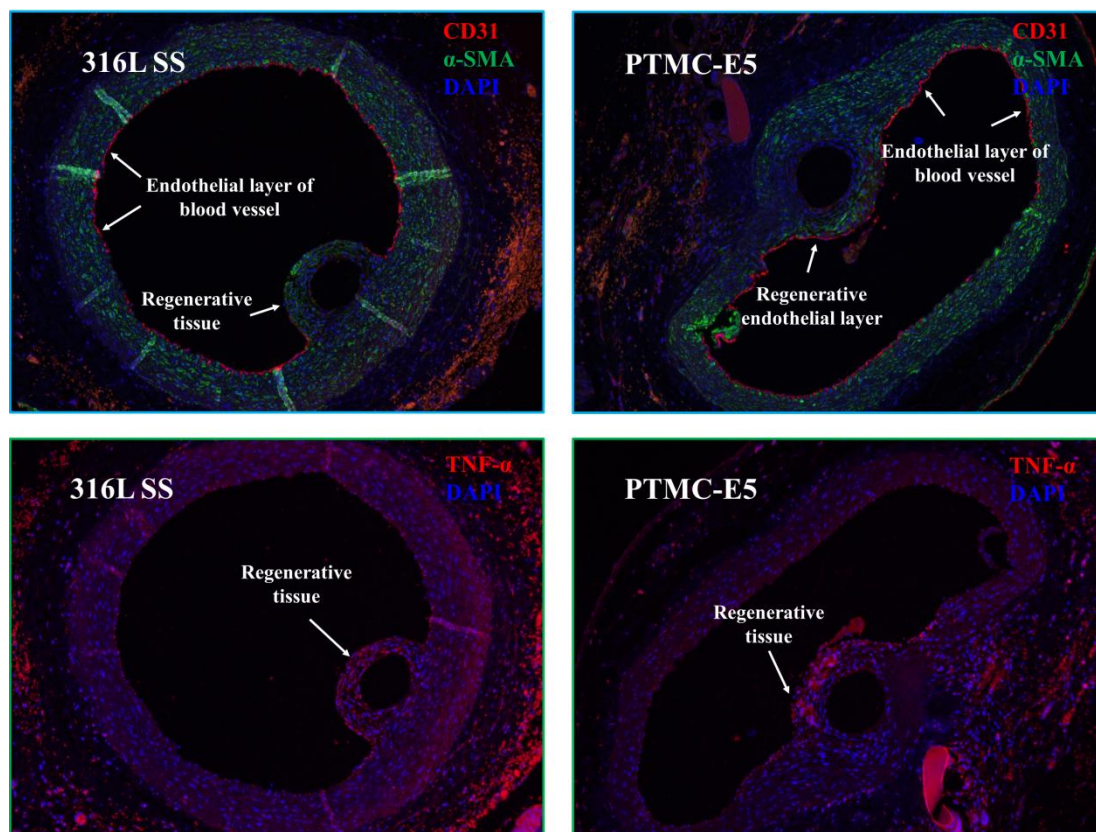 316L SS
CD31
α-SMA
DAPI
Endothelial layer of
blood vessel
Regenerative
tissue
PTMC-E5
CD31
α-SMA
DAPI
Endothelial layer of
blood vessel
Regenerative
endothelial layer
316L SS
TNF-α
DAPI
Regenerative
tissue
PTMC-E5
TNF-α
DAPI
Regenerative
tissue